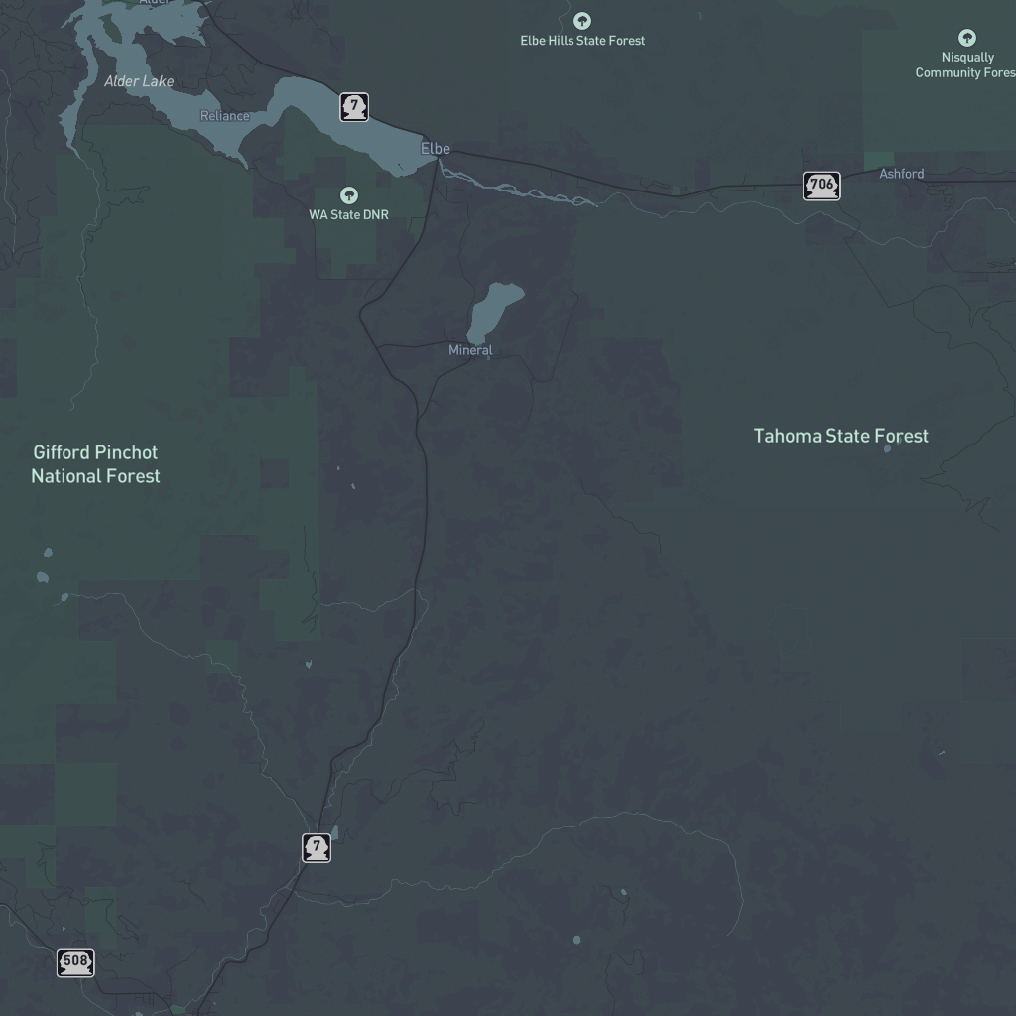 Alder
Elbe Hills State Forest
Nisqually
Community Fores
Alder Lake
7
Reliance
Elbe
Ashford
706
WA State DNR
Mineral
Tahoma State Forest
Gifford Pinchot
National Forest
7
508